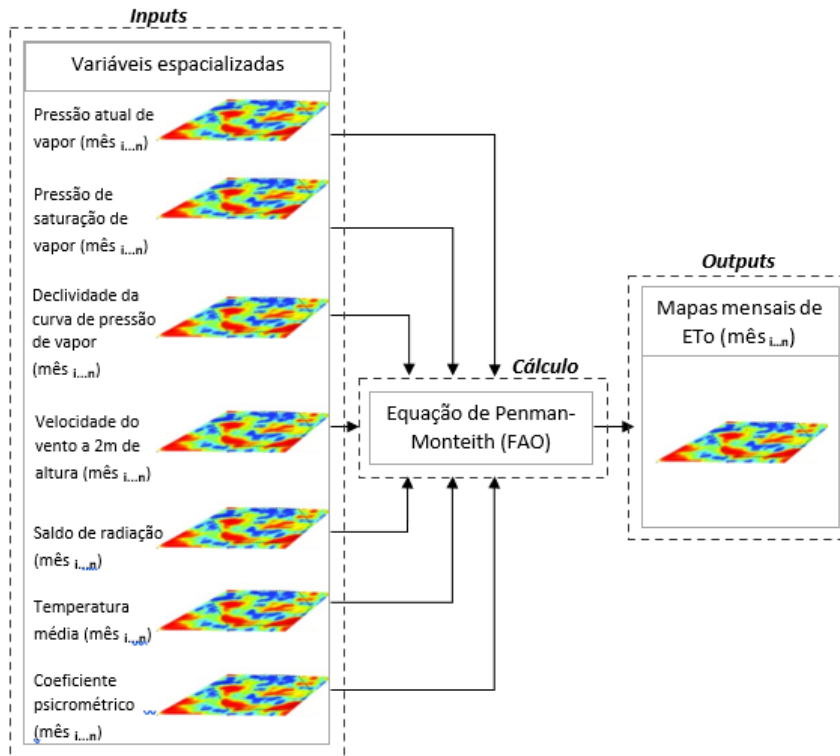 Inputs
Variáveis espacializadas
Pressão atual de
vapor (mês i...n)
Pressão de
saturação de
vapor (mês i...n)
Declividade da
curva de pressão
de vapor
(mês i...n)
Velocidade do
vento a 2m de
altura (mês i...n)
Saldo de radiação
(mês i...n)
Temperatura
média (mês i...n)
Coeficiente
psicrométrico
(mês i...n)
Cálculo
Equação de Penman-
Monteith (FAO)
Outputs
Mapas mensais de
ETo (mês i...n)